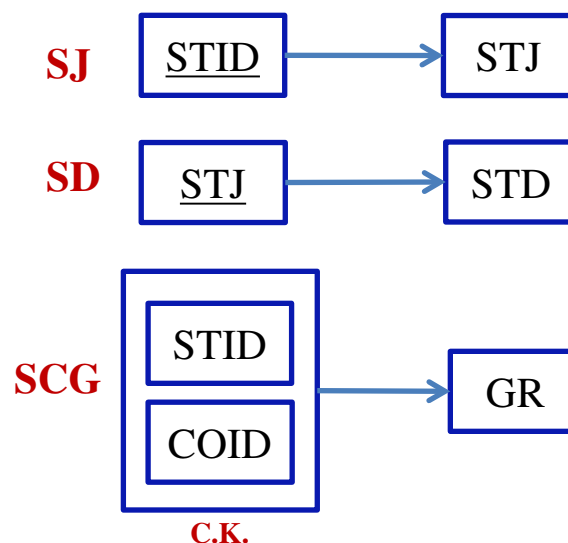 SJ STID STJ
SD STJ STD
STID
SCG GR
COID
C.K.